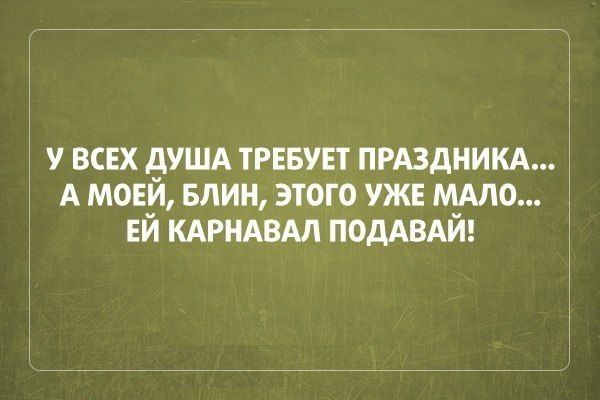 У ВСЕХ ДУША ТРЕБУЕТ ПРАЗДНИКА...
А МОЕЙ, БЛИН, ЭТОГО УЖЕ МАЛО...
ЕЙ КАРНАВАЛ ПОДАВАЙ!